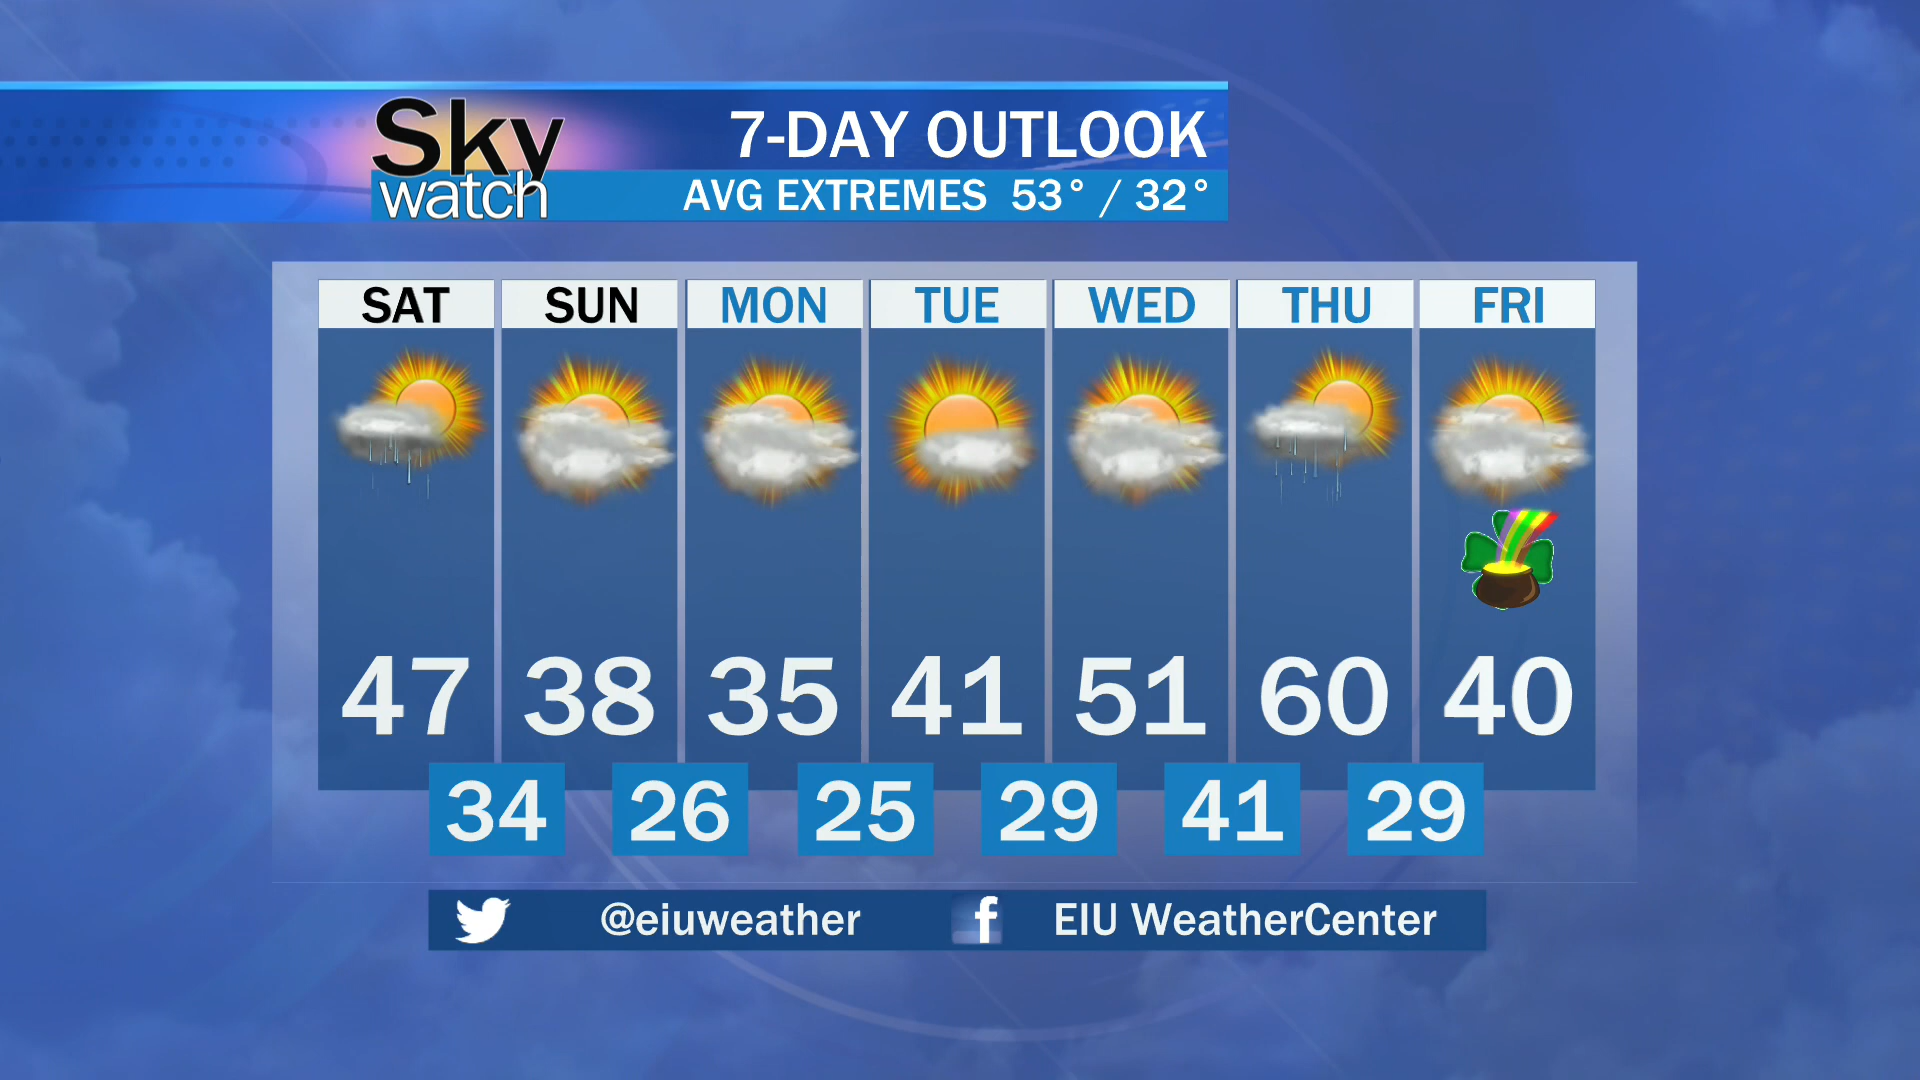 Sky
watch
7-DAY OUTLOOK
AVG EXTREMES 53° / 32°
SAT SUN MON TUE WED THU FRI
47 38 35 41 51 60 40
34 26 25 29 41 29
@eiuweather f EIU WeatherCenter